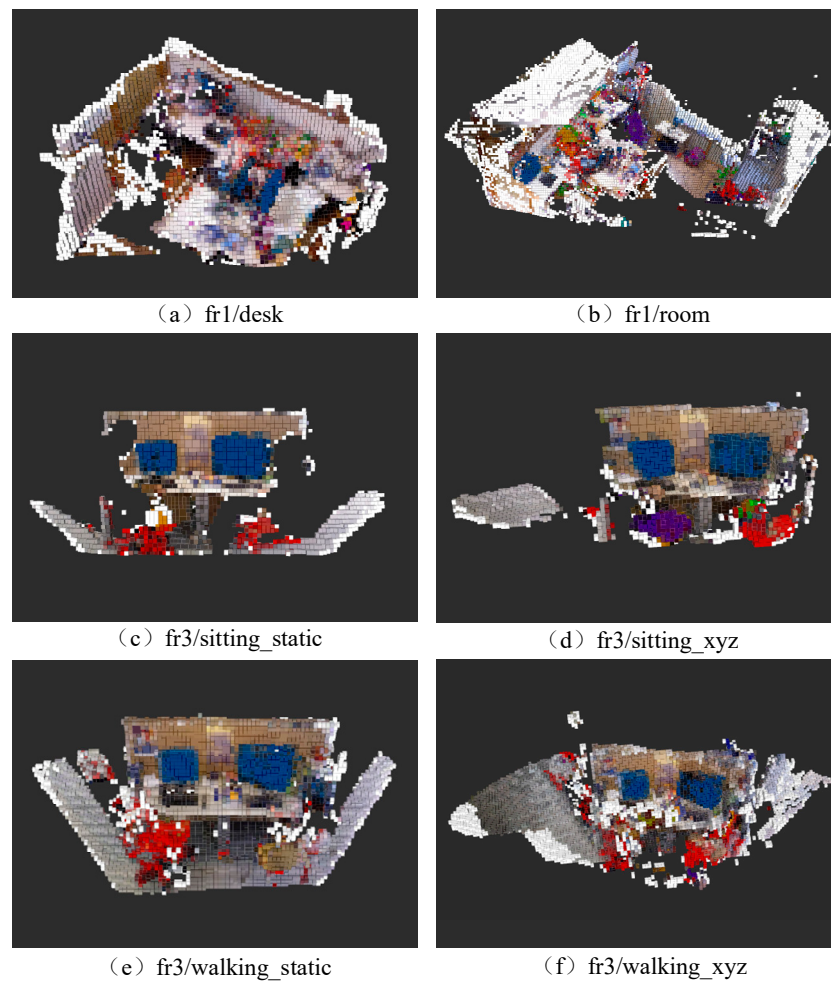 （a）fr1/desk
（b）fr1/room
（c）fr3/sitting_static
（d）fr3/sitting_xyz
（e）fr3/walking_static
（f）fr3/walking_xyz